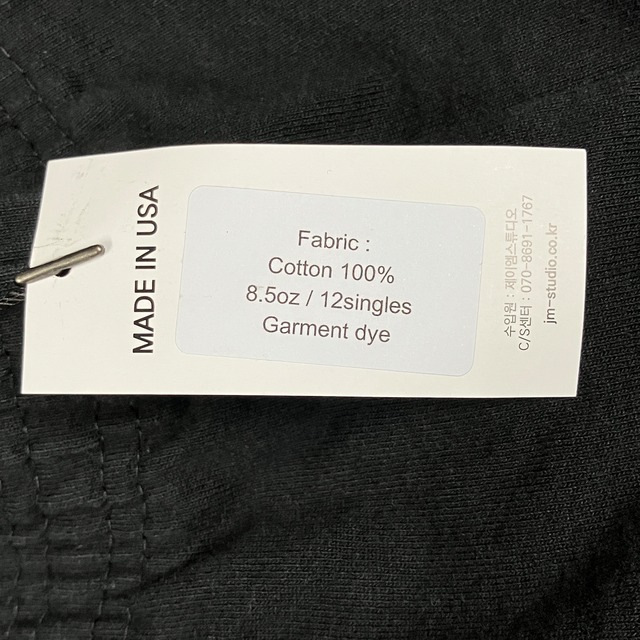 MADE IN USA
Fabric :
Cotton 100%
8.5oz / 12singles
Garment dye
수입원 : 제이엠스튜디오
C/S센터 : 070-8691-1767
jm-studio.co.kr